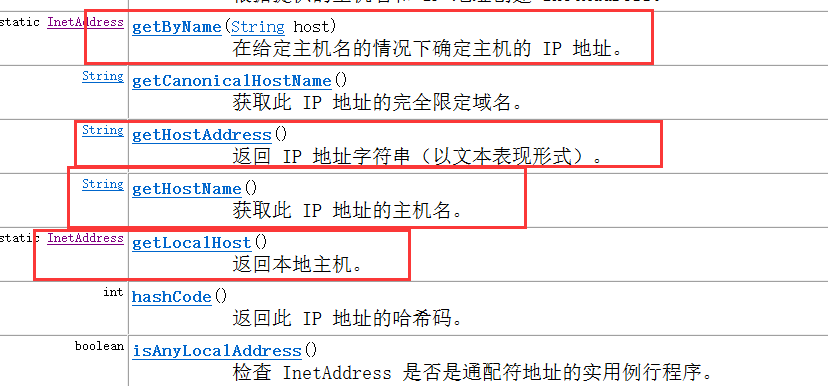 static InetAddress getByName(String host)
在给定主机名的情况下确定主机的 IP 地址。
String getCanonicalHostName()
获取此 IP 地址的完全限定域名。
String getHostAddress()
返回 IP 地址字符串（以文本表现形式）。
String getHostName()
获取此 IP 地址的主机名。
static InetAddress getLocalHost()
返回本地主机。
int hashCode()
返回此 IP 地址的哈希码。
boolean isAnyLocalAddress()
检查 InetAddress 是否是通配符地址的实用例行程序。